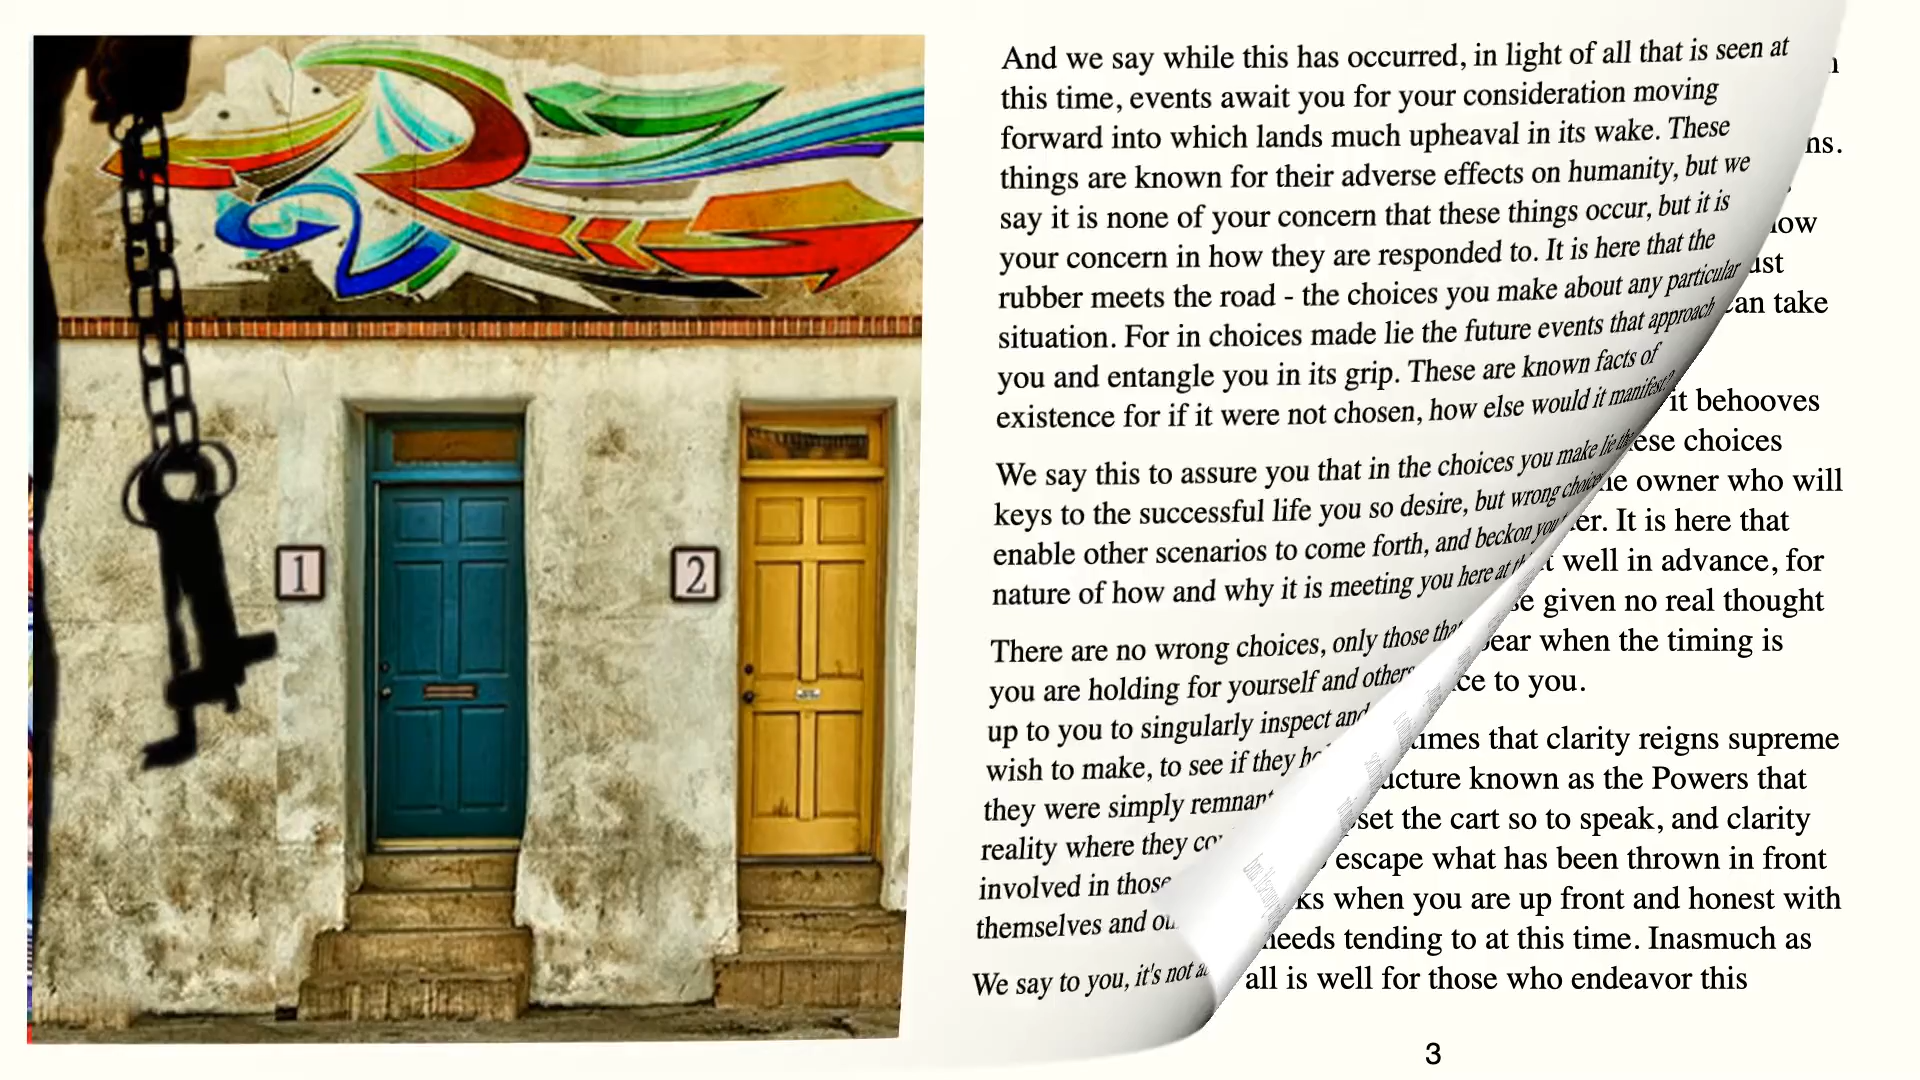 1
2
And we say while this has occurred, in light of all that is seen at
this time, events await you for your consideration moving
forward into which lands much upheaval in its wake. These
things are known for their adverse effects on humanity, but we
say it is none of your concern that these things occur, but it is
your concern in how they are responded to. It is here that the
rubber meets the road - the choices you make about any particular
situation. For in choices made lie the future events that approach
you and entangle you in its grip. These are known facts of
existence for if it were not chosen, how else would it manifest?
We say this to assure you that in the choices you make lie the
keys to the successful life you so desire, but wrong choices
enable other scenarios to come forth, and beckon you
nature of how and why it is meeting you here at
There are no wrong choices, only those that
you are holding for yourself and others
up to you to singularly inspect and
wish to make, to see if they
they were simply remnant
reality where they
involved in those
themselves and
We say to you, it's not
can take
it behooves
choices
owner who will
It is here that
well in advance, for
given no real thought
when the timing is
to you.
times that clarity reigns supreme
known as the Powers that
the cart so to speak, and clarity
escape what has been thrown in front
when you are up front and honest with
needs tending to at this time. Inasmuch as
all is well for those who endeavor this
3